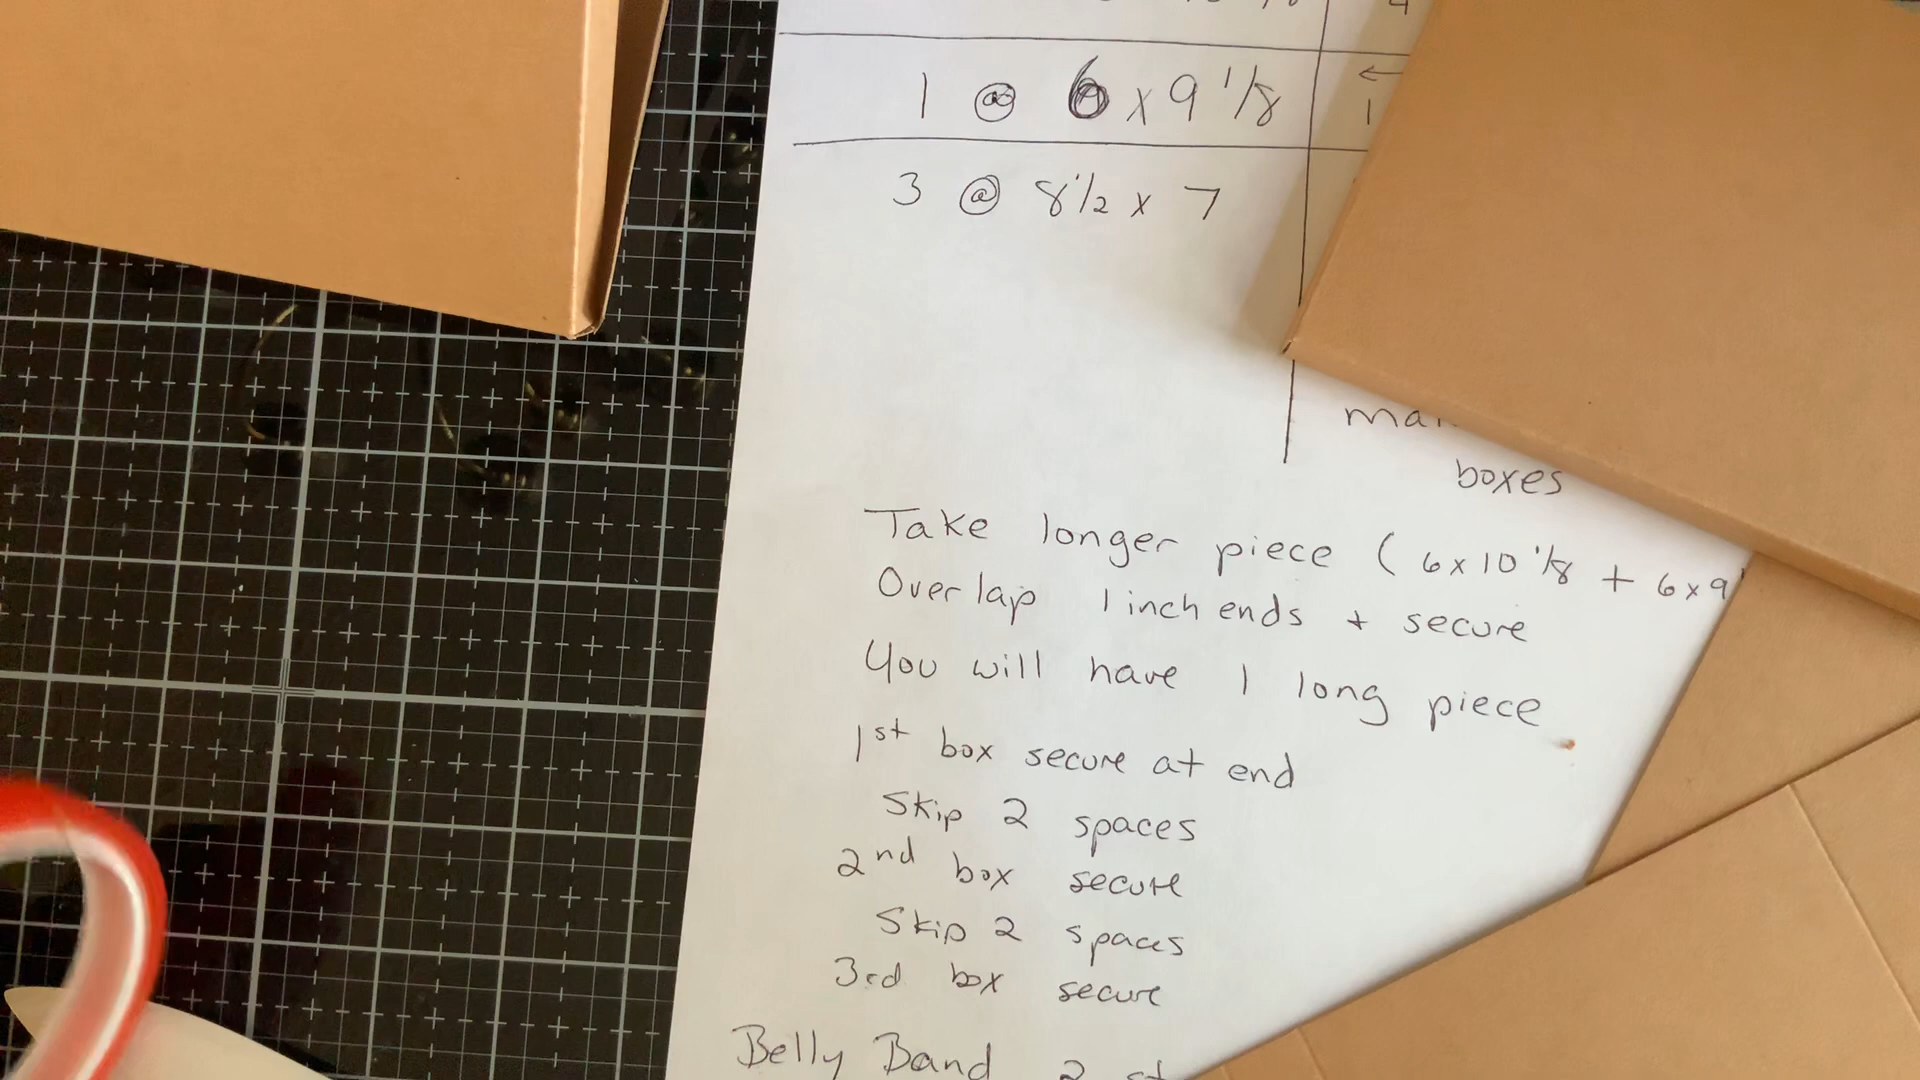 1 @ 6 x 9 1/8
3 @ 8 1/2 x 7
boxes
Take longer piece ( 6 x 10 1/8 + 6 x 9
Overlap 1 inch ends + secure
You will have 1 long piece
1st box secure at end
Skip 2 spaces
2nd box secure
Skip 2 spaces
3rd box secure
Belly Band 2